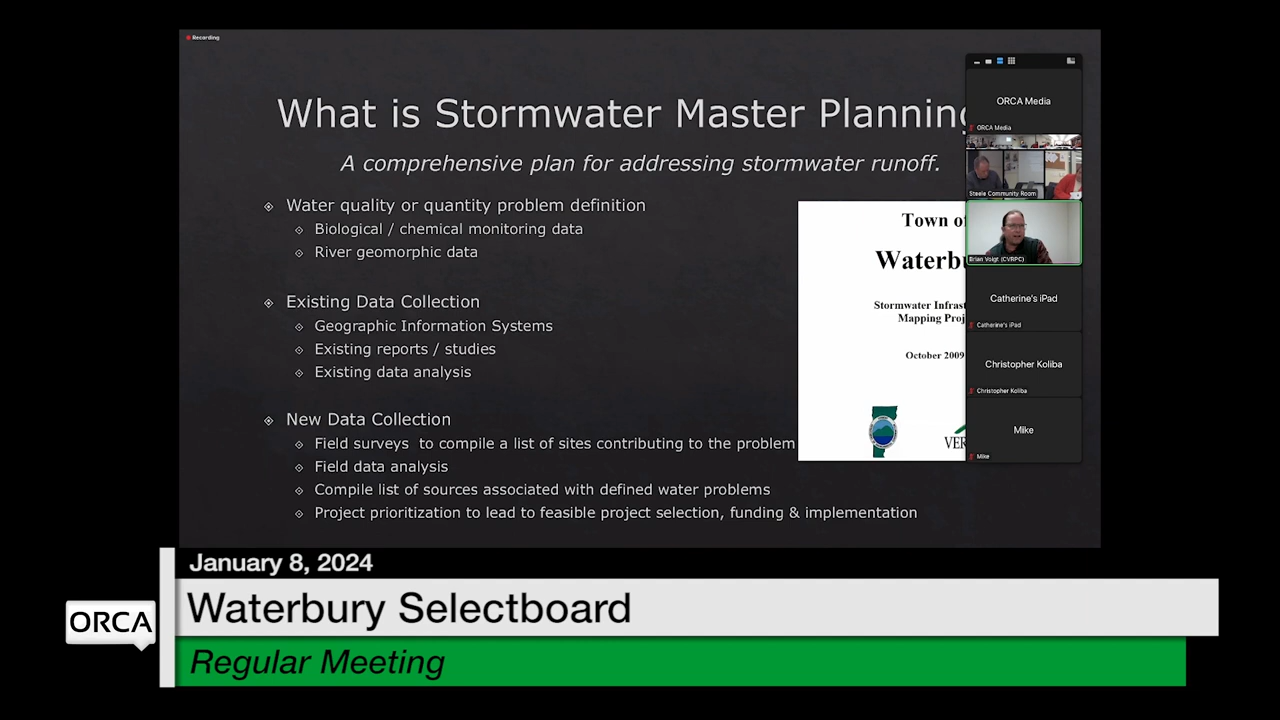 Recording
What is Stormwater Master Planning
A comprehensive plan for addressing stormwater runoff.
Water quality or quantity problem definition
Biological / chemical monitoring data
River geomorphic data
Existing Data Collection
Geographic Information Systems
Existing reports / studies
Existing data analysis
New Data Collection
Field surveys to compile a list of sites contributing to the problem
Field data analysis
Compile list of sources associated with defined water problems
Project prioritization to lead to feasible project selection, funding & implementation
Town of
Waterbu
Stormwater Infrast
Mapping Proj
October 2009
VER
ORCA Media
ORCA Media
Steele Community Room
Brian Voigt (CVRPC)
Catherine's iPad
Catherine's iPad
Christopher Koliba
Christopher Koliba
Mike
Mike
January 8, 2024
ORCA
Waterbury Selectboard
Regular Meeting